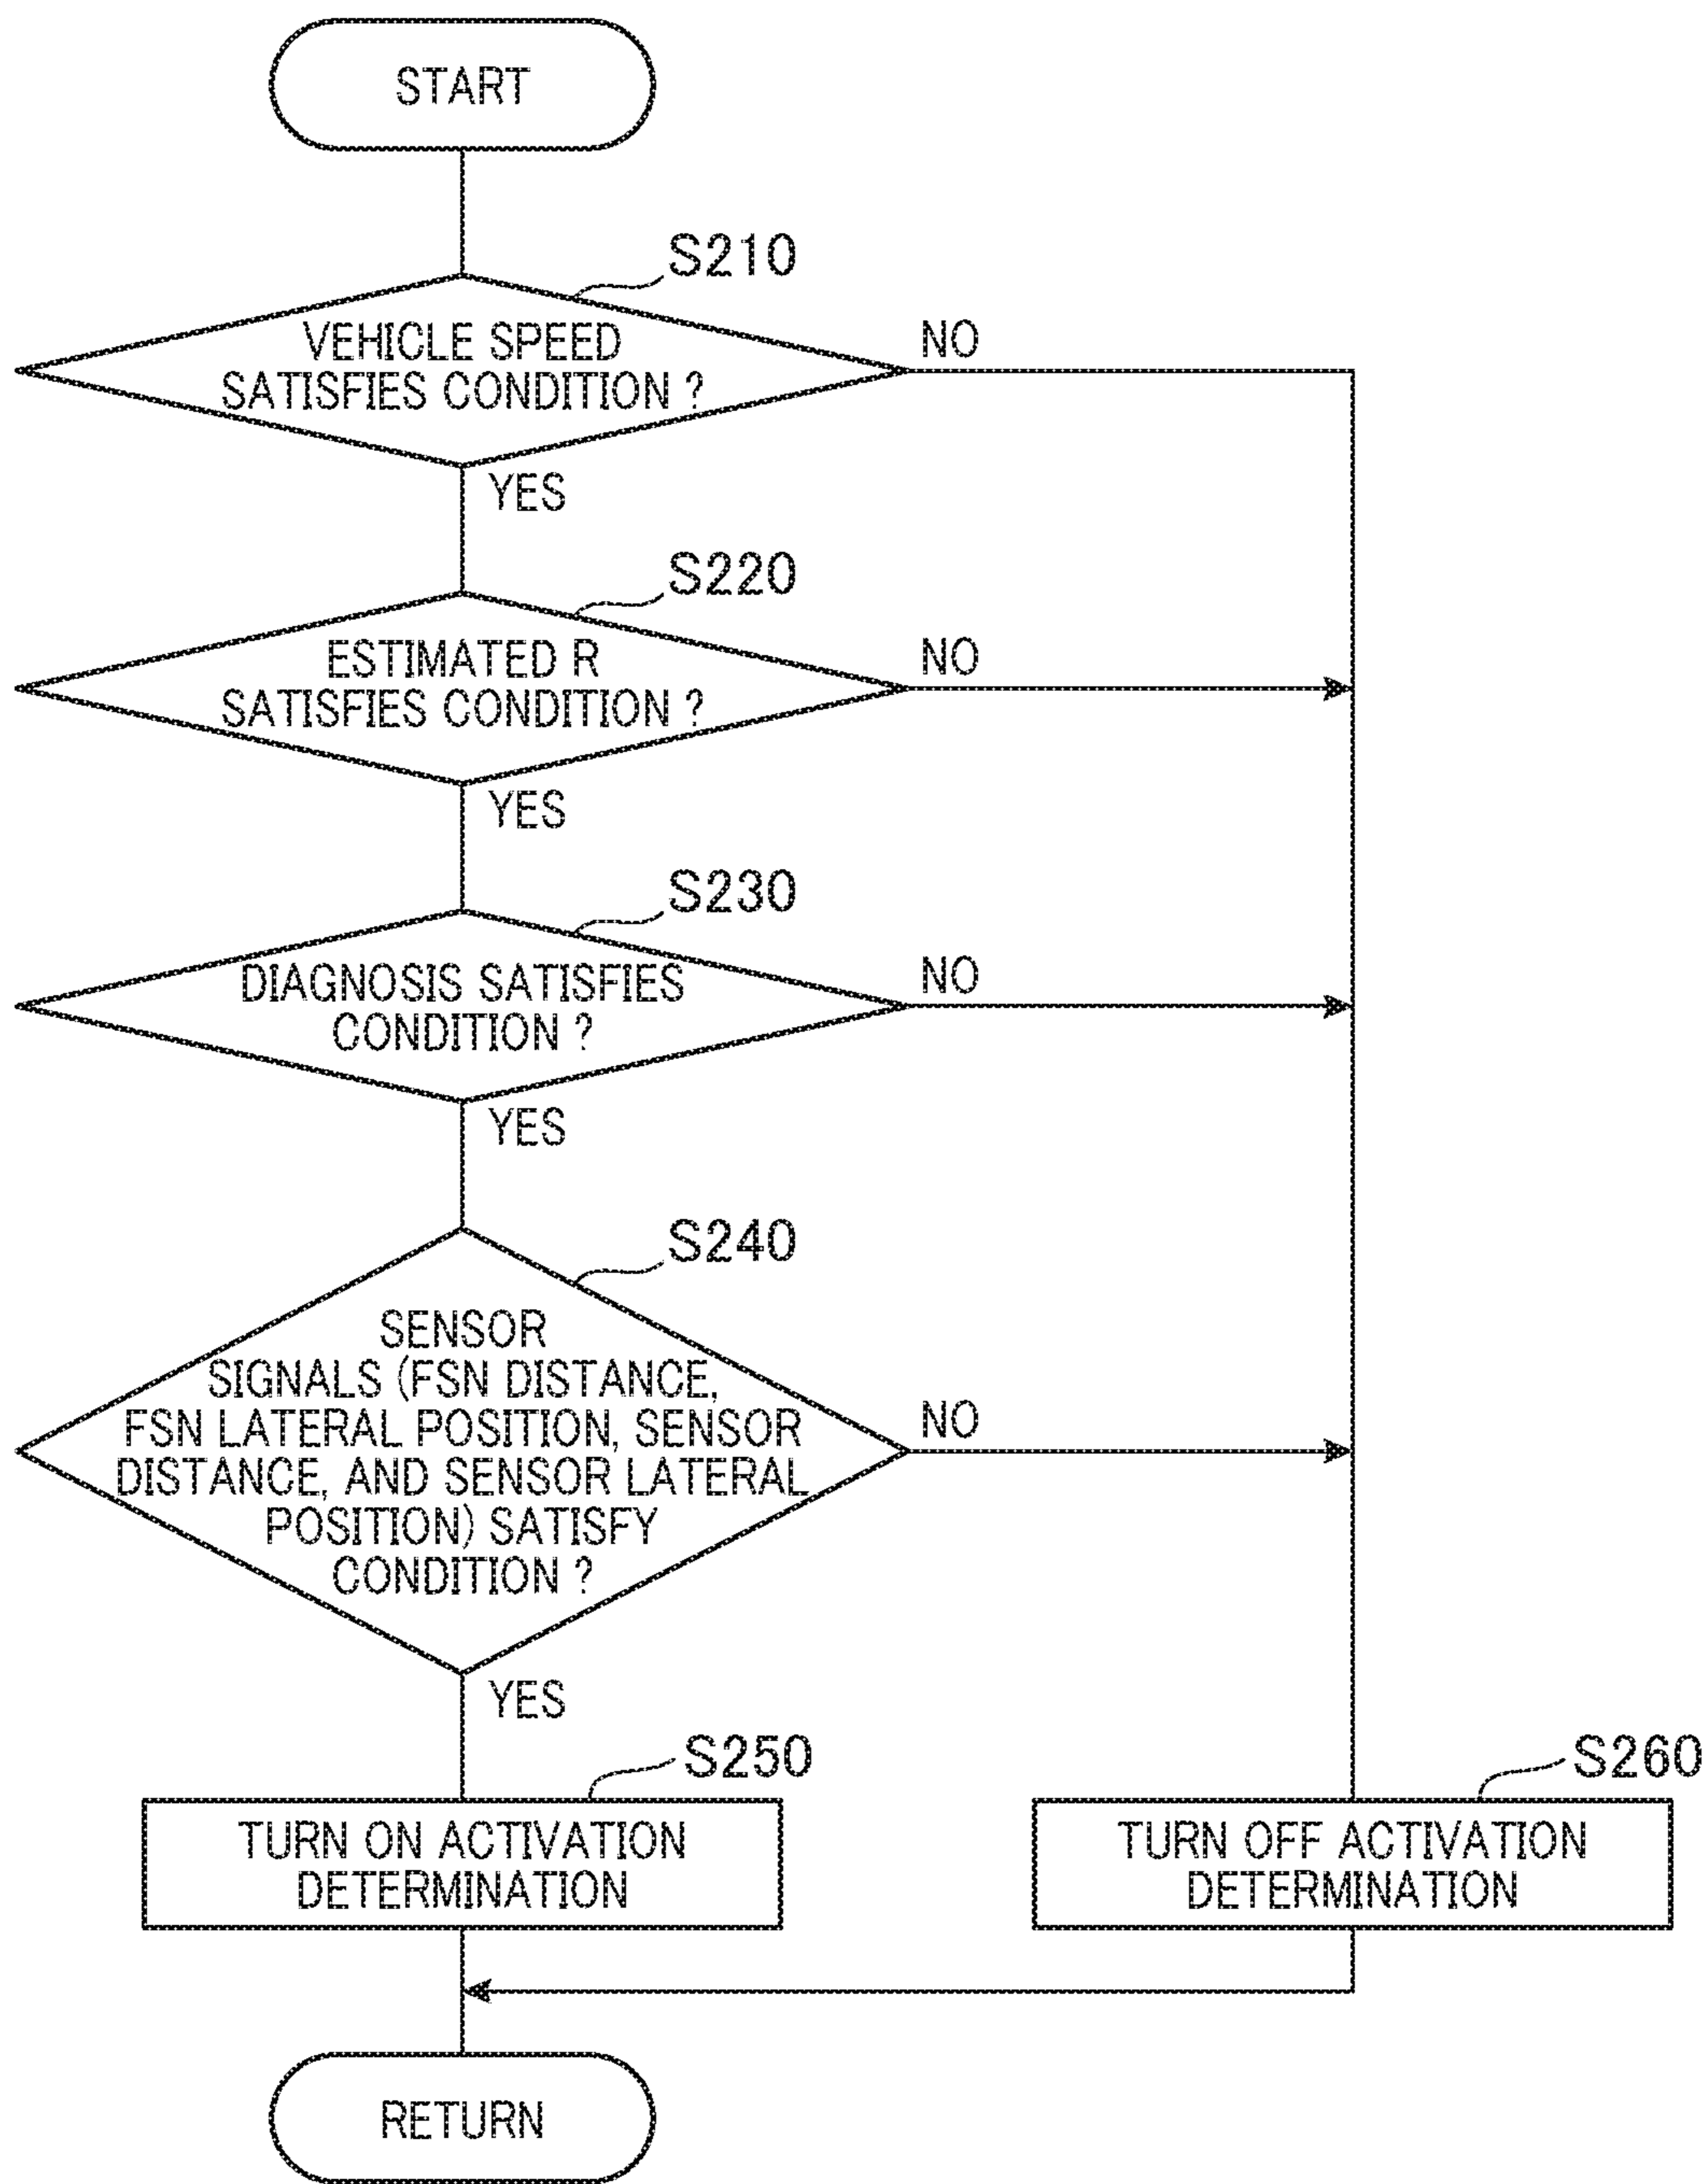 START
S210
VEHICLE SPEED
SATISFIES CONDITION ?
NO
YES
S220
ESTIMATED R
SATISFIES CONDITION ?
NO
YES
S230
DIAGNOSIS SATISFIES
CONDITION ?
NO
YES
S240
SENSOR
SIGNALS (FSN DISTANCE,
FSN LATERAL POSITION, SENSOR
DISTANCE, AND SENSOR LATERAL
POSITION) SATISFY
CONDITION ?
NO
YES
S250
TURN ON ACTIVATION
DETERMINATION
S260
TURN OFF ACTIVATION
DETERMINATION
RETURN